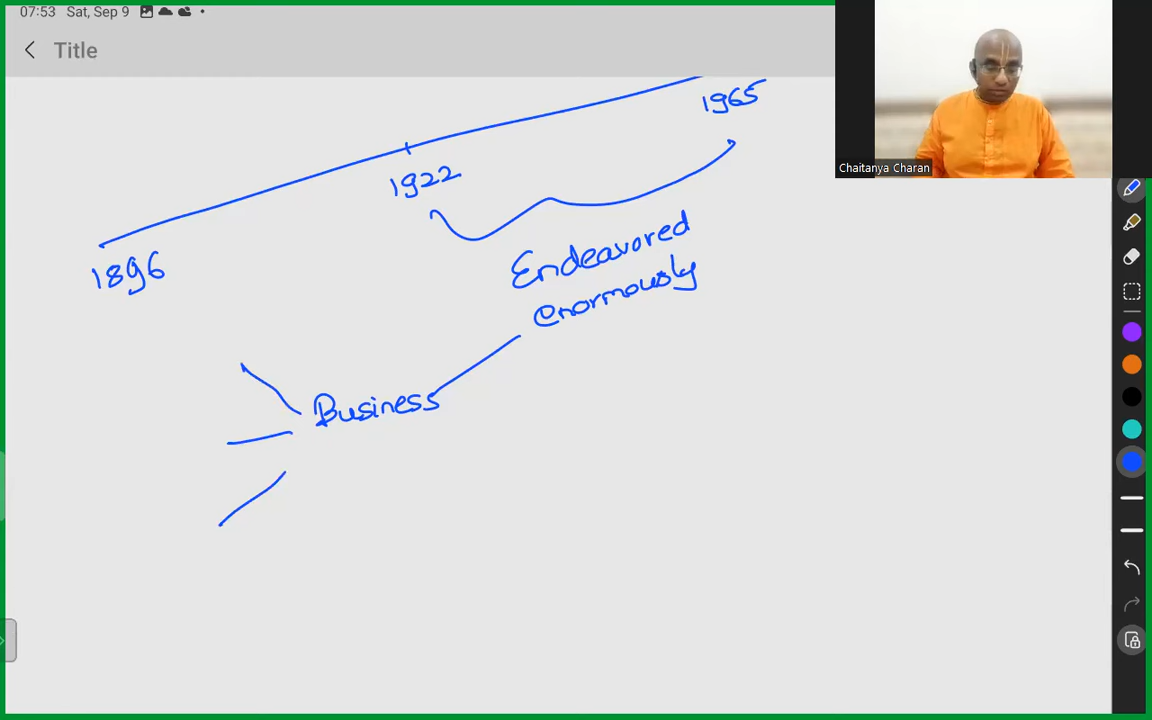 07:53 Sat, Sep 9
Title
Chaitanya Charan
1965
1922
1896
Endeavored
enormously
Business